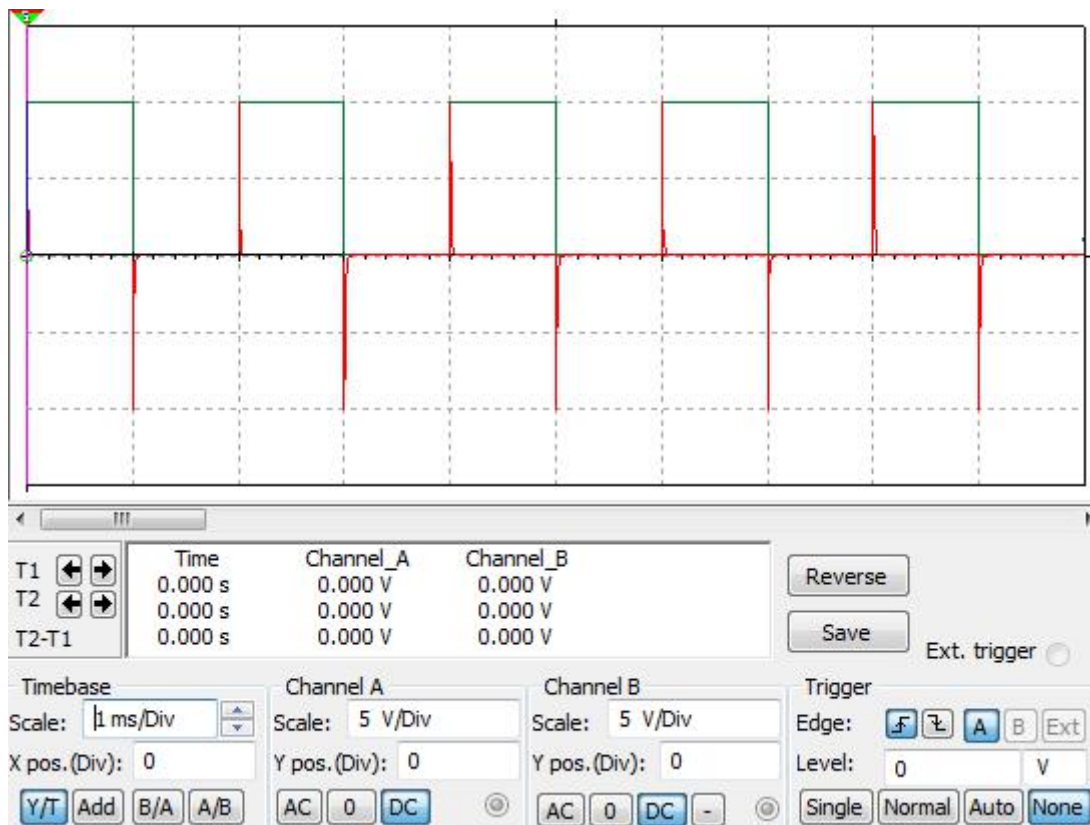 Time Channel_A Channel_B
T1 0.000 s 0.000 V 0.000 V
T2 0.000 s 0.000 V 0.000 V
T2-T1 0.000 s 0.000 V 0.000 V
Reverse
Save
Ext. trigger
Timebase
Scale: 1 ms/Div
X pos.(Div): 0
Y/T Add B/A A/B
Channel A
Scale: 5 V/Div
Y pos.(Div): 0
AC 0 DC
Channel B
Scale: 5 V/Div
Y pos.(Div): 0
AC 0 DC -
Trigger
Edge: A B Ext
Level: 0 V
Single Normal Auto None